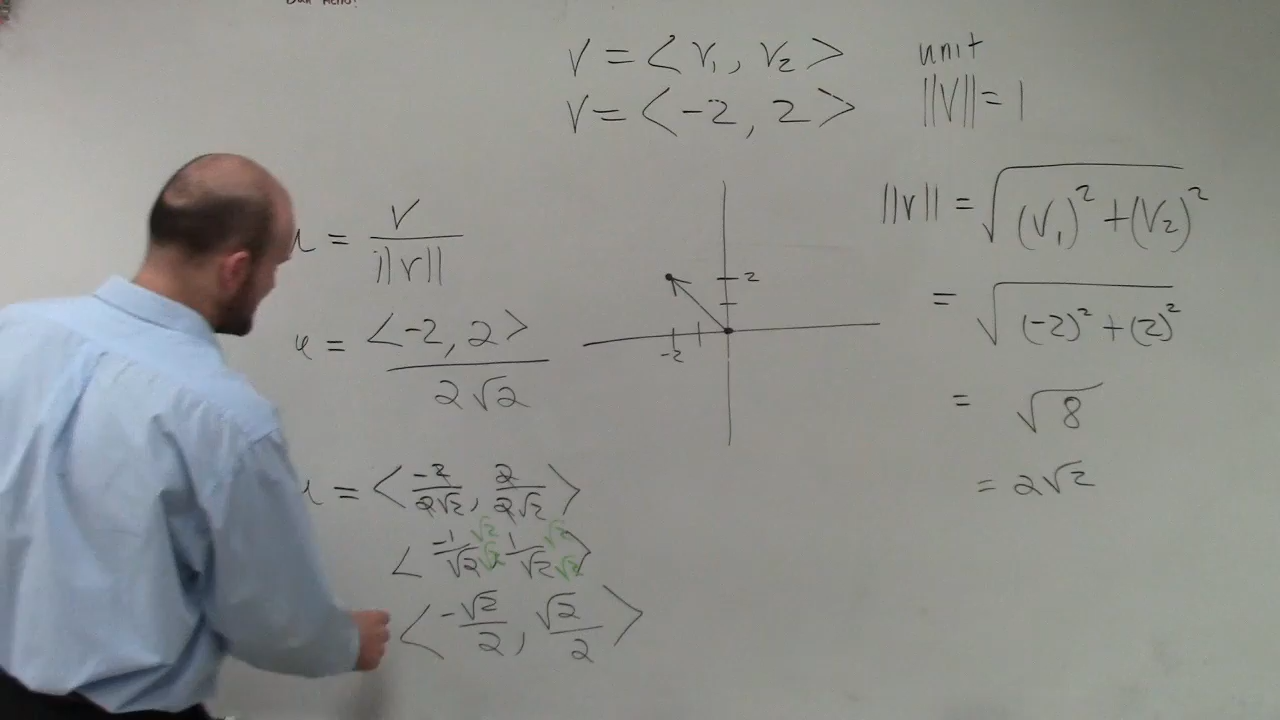 V = < V₁ , V₂ >
V = < -2 , 2 >
unit
||V|| = 1
u = V / ||V||
u = < -2, 2 > / 2√2
u = < -2/2√2 , 2/2√2 >
< -1/√2 √2/√2 1/√2 √2/√2 >
< -√2/2 , √2/2 >
2
-2
||V|| = √(V₁)² + (V₂)²
= √(-2)² + (2)²
= √8
= 2√2